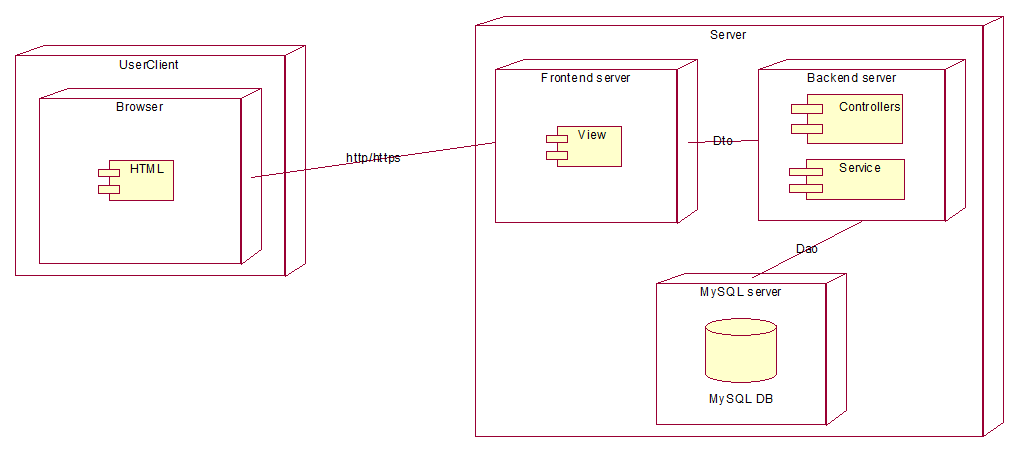 Server
UserClient
Frontend server
Backend server
Browser
Controllers
View
Dto
http/https
HTML
Service
Dao
MySQL server
MySQL DB